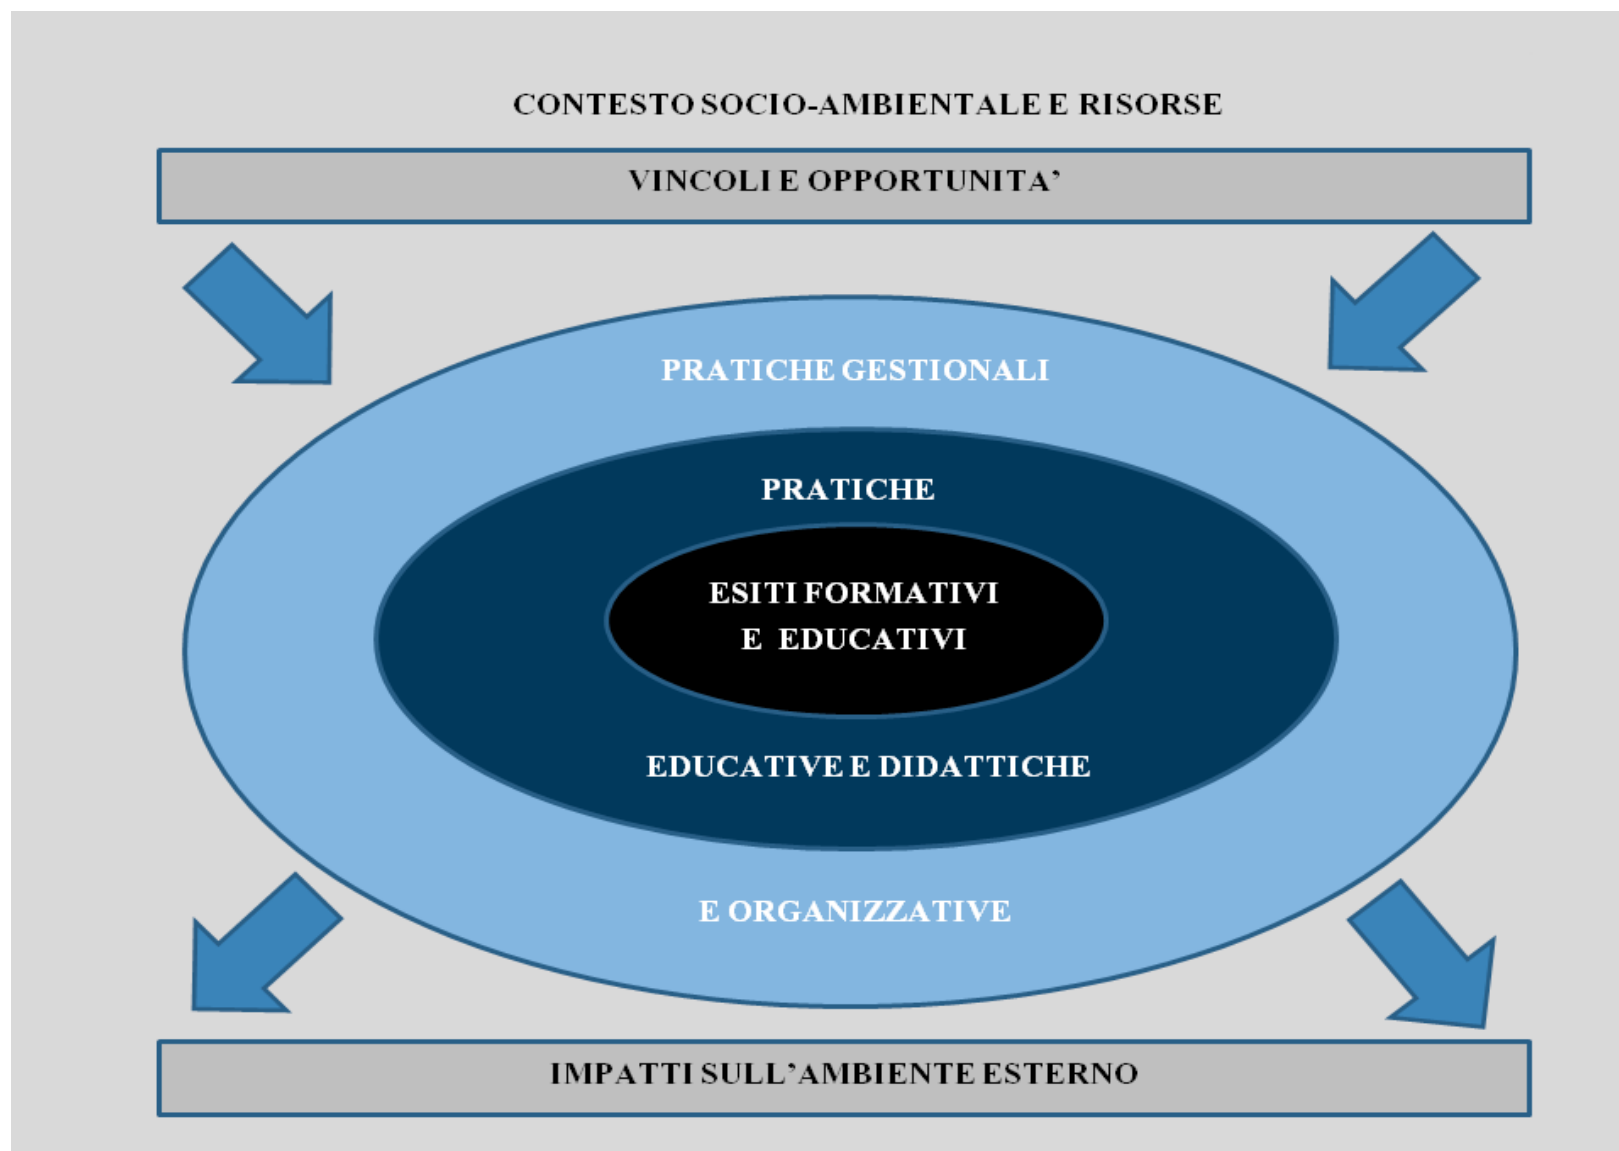 CONTESTO SOCIO-AMBIENTALE E RISORSE
VINCOLI E OPPORTUNITA’
PRATICHE GESTIONALI
PRATICHE
ESITI FORMATIVI
E EDUCATIVI
EDUCATIVE E DIDATTICHE
E ORGANIZZATIVE
IMPATTI SULL’AMBIENTE ESTERNO